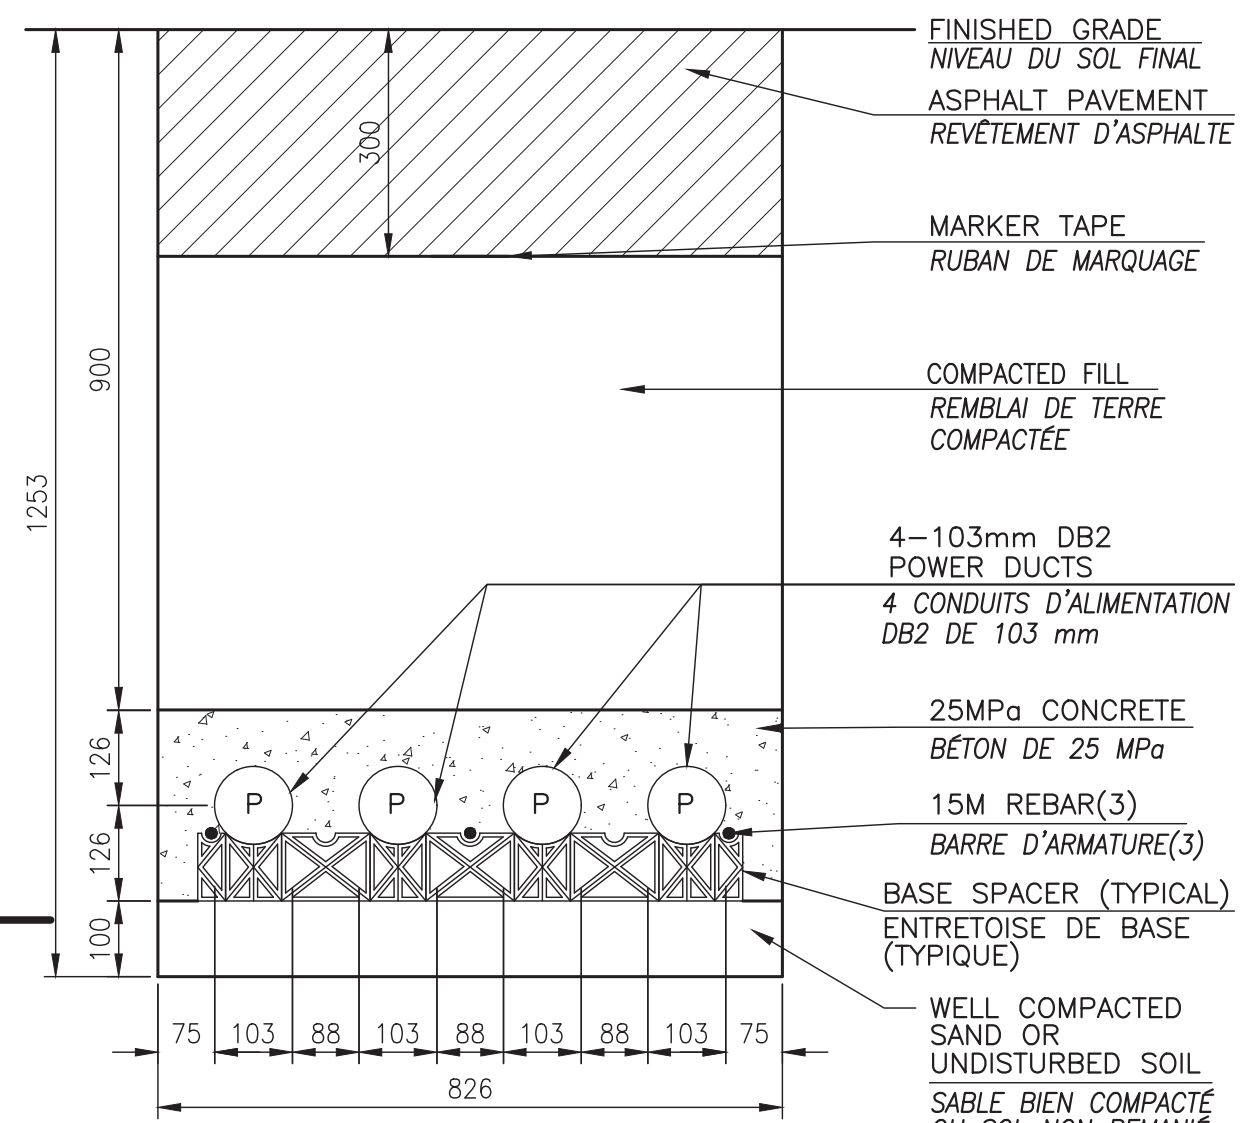 FINISHED GRADE
NIVEAU DU SOL FINAL
ASPHALT PAVEMENT
REVÊTEMENT D'ASPHALTE
300
MARKER TAPE
RUBAN DE MARQUAGE
900
COMPACTED FILL
REMBLAI DE TERRE
COMPACTÉE
1253
4-103mm DB2
POWER DUCTS
4 CONDUITS D'ALIMENTATION
DB2 DE 103 mm
25MPa CONCRETE
BÉTON DE 25 MPa
126
P P P P
15M REBAR(3)
BARRE D'ARMATURE(3)
126
BASE SPACER (TYPICAL)
ENTRETOISE DE BASE
(TYPIQUE)
100
WELL COMPACTED
SAND OR
UNDISTURBED SOIL
SABLE BIEN COMPACTÉ
OU SOL NON REMANIÉ
75 103 88 103 88 103 88 103 75
826